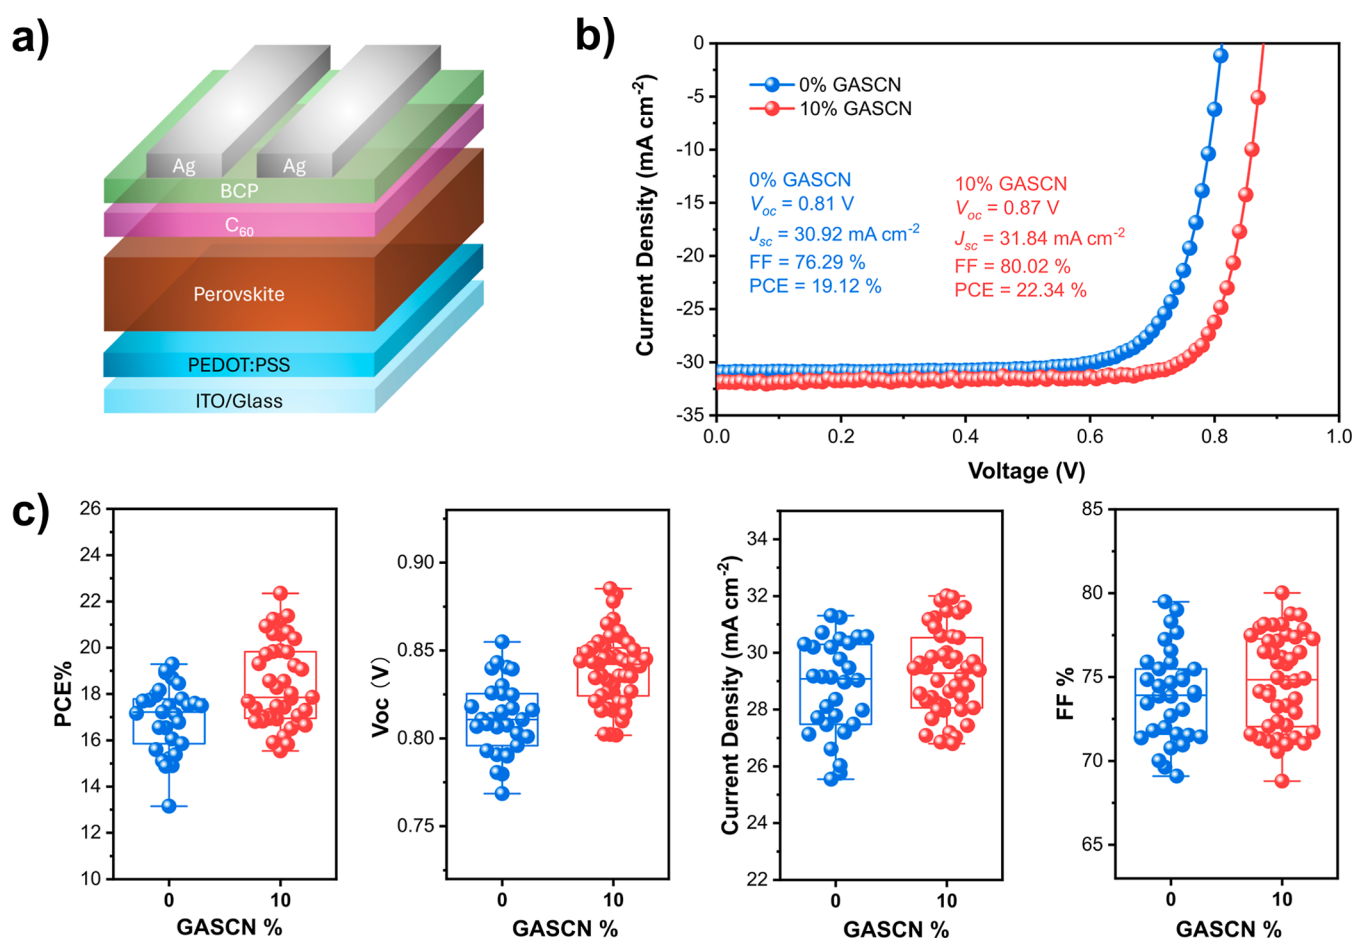 a)
Ag
Ag
BCP
C60
Perovskite
PEDOT:PSS
ITO/Glass
b)
Current Density (mA cm-2)
0
-5
-10
-15
-20
-25
-30
-35
0% GASCN
10% GASCN
0% GASCN
Voc = 0.81 V
Jsc = 30.92 mA cm-2
FF = 76.29 %
PCE = 19.12 %
10% GASCN
Voc = 0.87 V
Jsc = 31.84 mA cm-2
FF = 80.02 %
PCE = 22.34 %
0.0
0.2
0.4
0.6
0.8
1.0
Voltage (V)
c)
PCE%
26
24
22
20
18
16
14
12
10
0
10
GASCN %
Voc (V)
0.90
0.85
0.80
0.75
0
10
GASCN %
Current Density (mA cm-2)
34
32
30
28
26
24
22
0
10
GASCN %
FF %
85
80
75
70
65
0
10
GASCN %